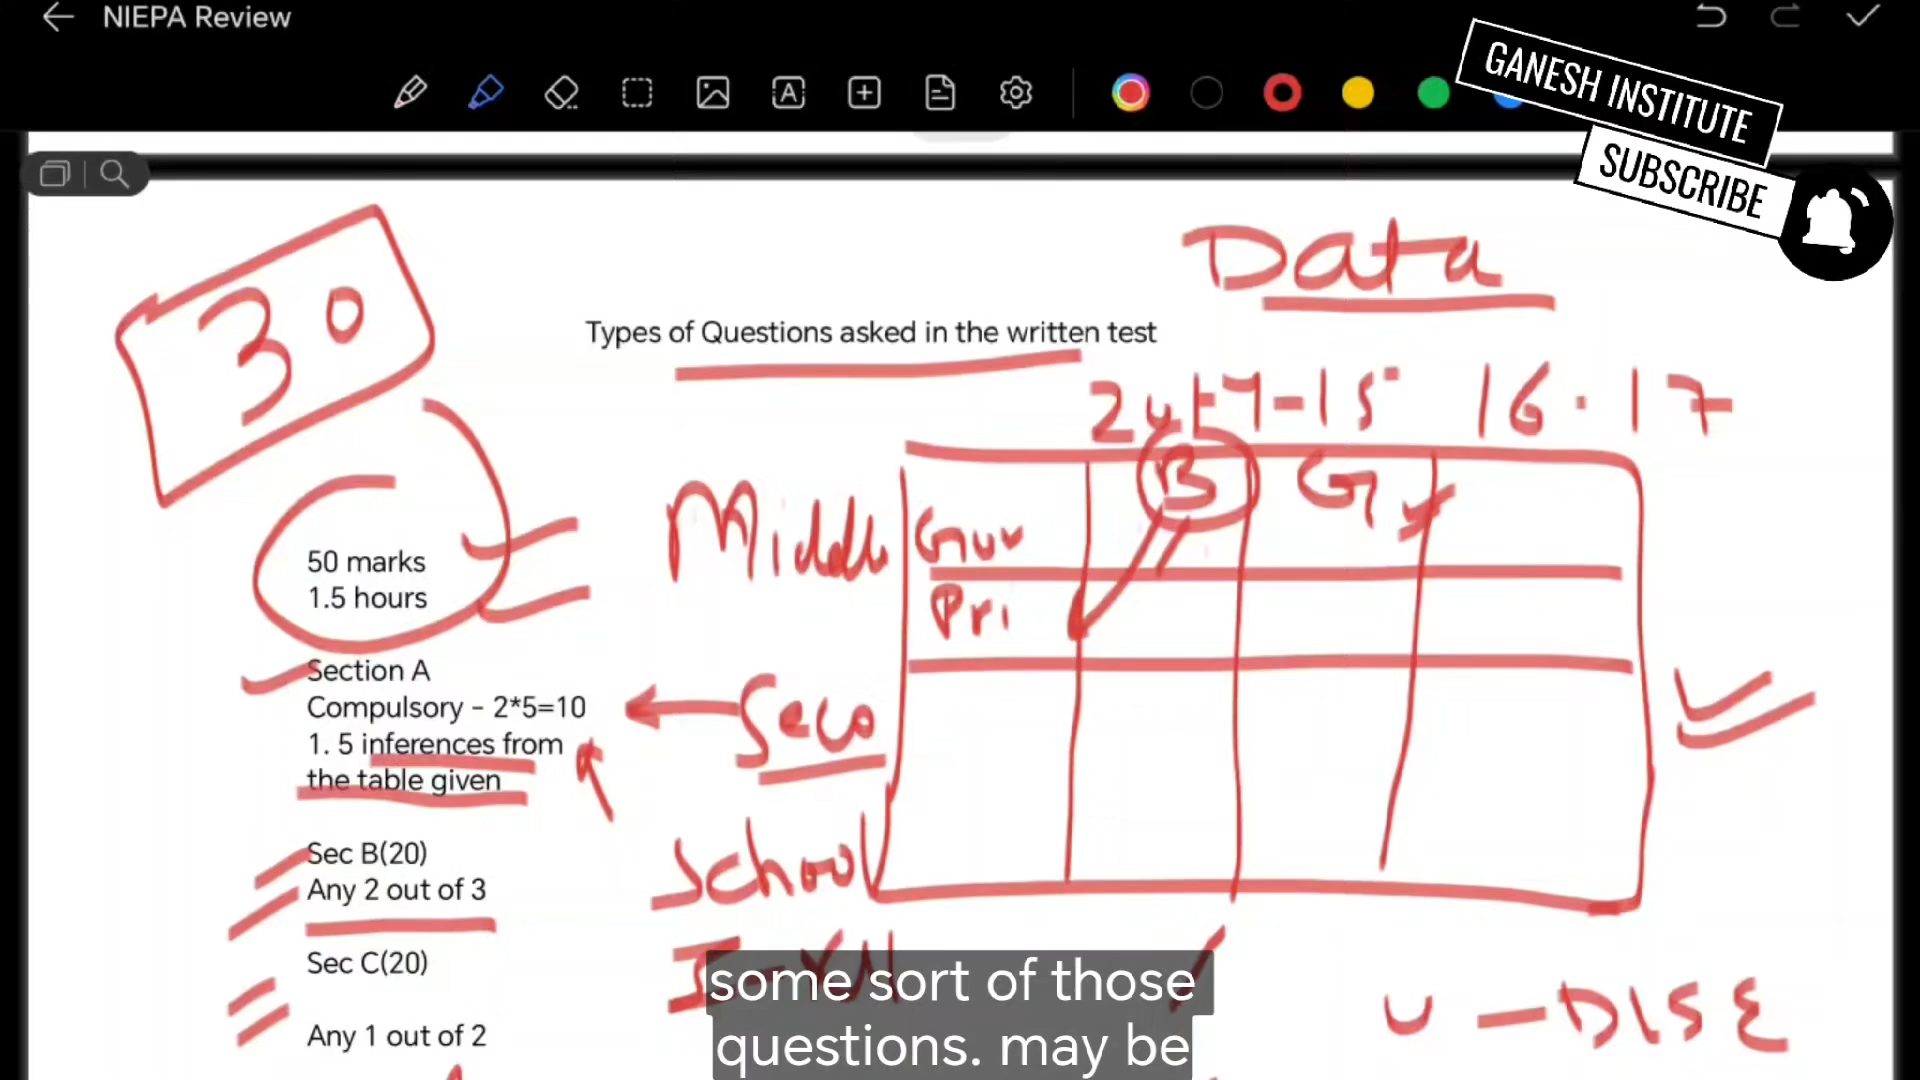 NIEPA Review
GANESH INSTITUTE
SUBSCRIBE
30
Data
Types of Questions asked in the written test
16-17
B
G
Middle
Guv
Pri
50 marks
1.5 hours
Section A
Compulsory - 2*5=10
1. 5 inferences from
the table given
Seco
School
Sec B(20)
Any 2 out of 3
Sec C(20)
Any 1 out of 2
some sort of those
questions. may be
U-DISE